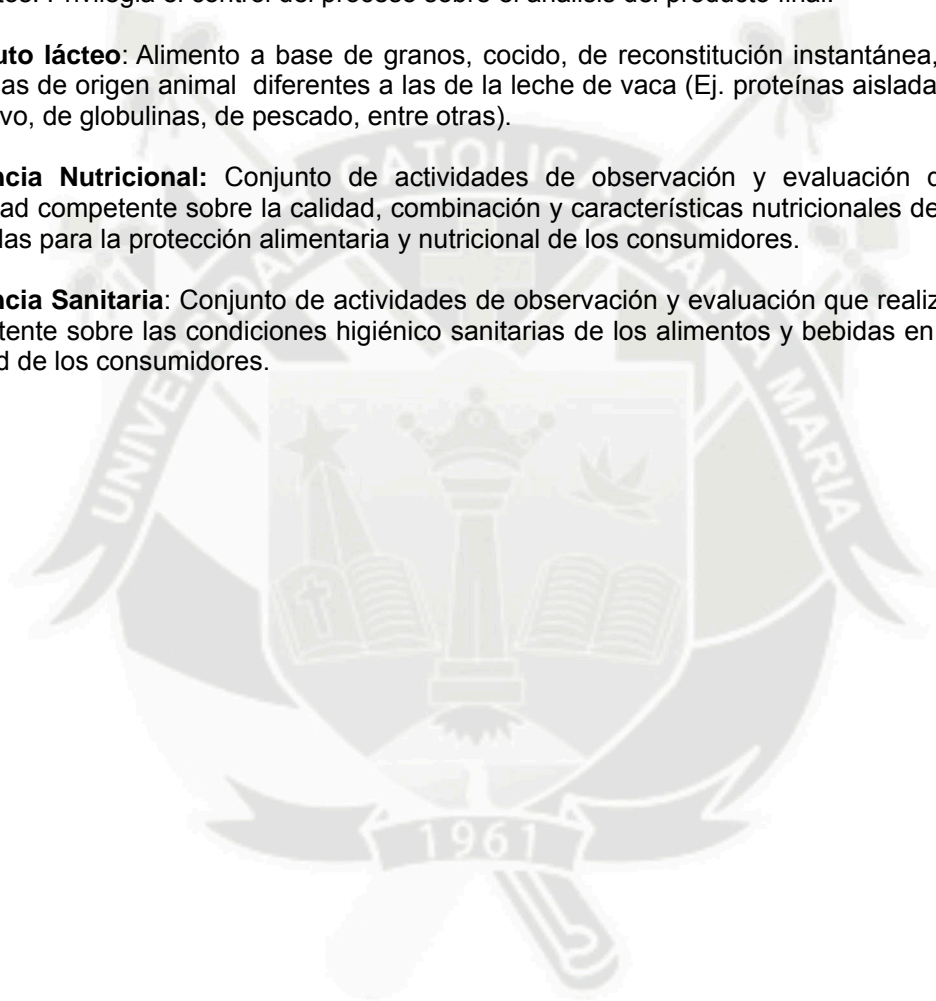 Privilegia el control del proceso sobre el análisis del producto final.
uto lácteo: Alimento a base de granos, cocido, de reconstitución instantánea,
as de origen animal diferentes a las de la leche de vaca (Ej. proteínas aislada
vo, de globulinas, de pescado, entre otras).
ncia Nutricional: Conjunto de actividades de observación y evaluación
ad competente sobre la calidad, combinación y características nutricionales de
las para la protección alimentaria y nutricional de los consumidores.
ncia Sanitaria: Conjunto de actividades de observación y evaluación que realiz
tente sobre las condiciones higiénico sanitarias de los alimentos y bebidas en
d de los consumidores.
UNIVERSIDAD CATOLICA SANTA MARIA
1961